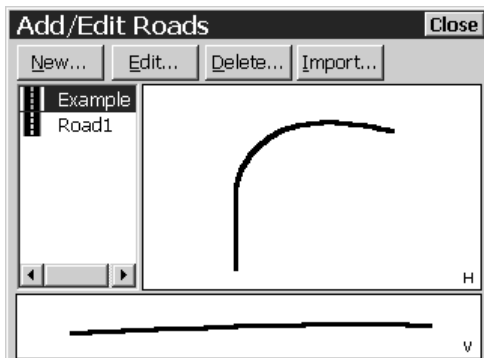 Add/Edit Roads Close
New... Edit... Delete... Import...
Example
Road1
H
V